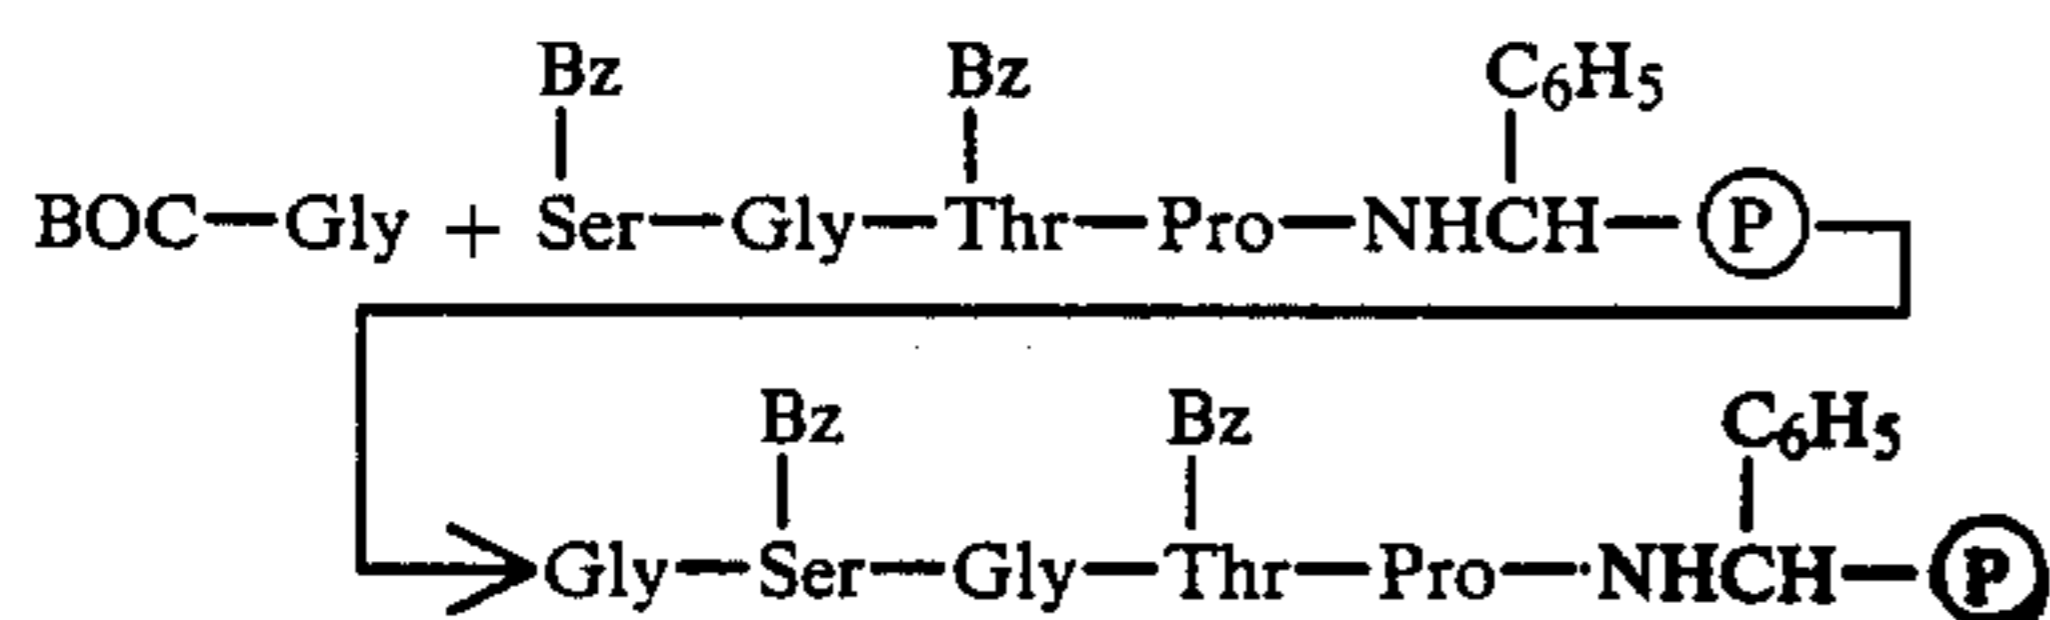 Bz Bz C6H5
BOC—Gly + Ser—Gly—Thr—Pro—NHCH—P
Bz Bz C6H5
Gly—Ser—Gly—Thr—Pro—NHCH—P